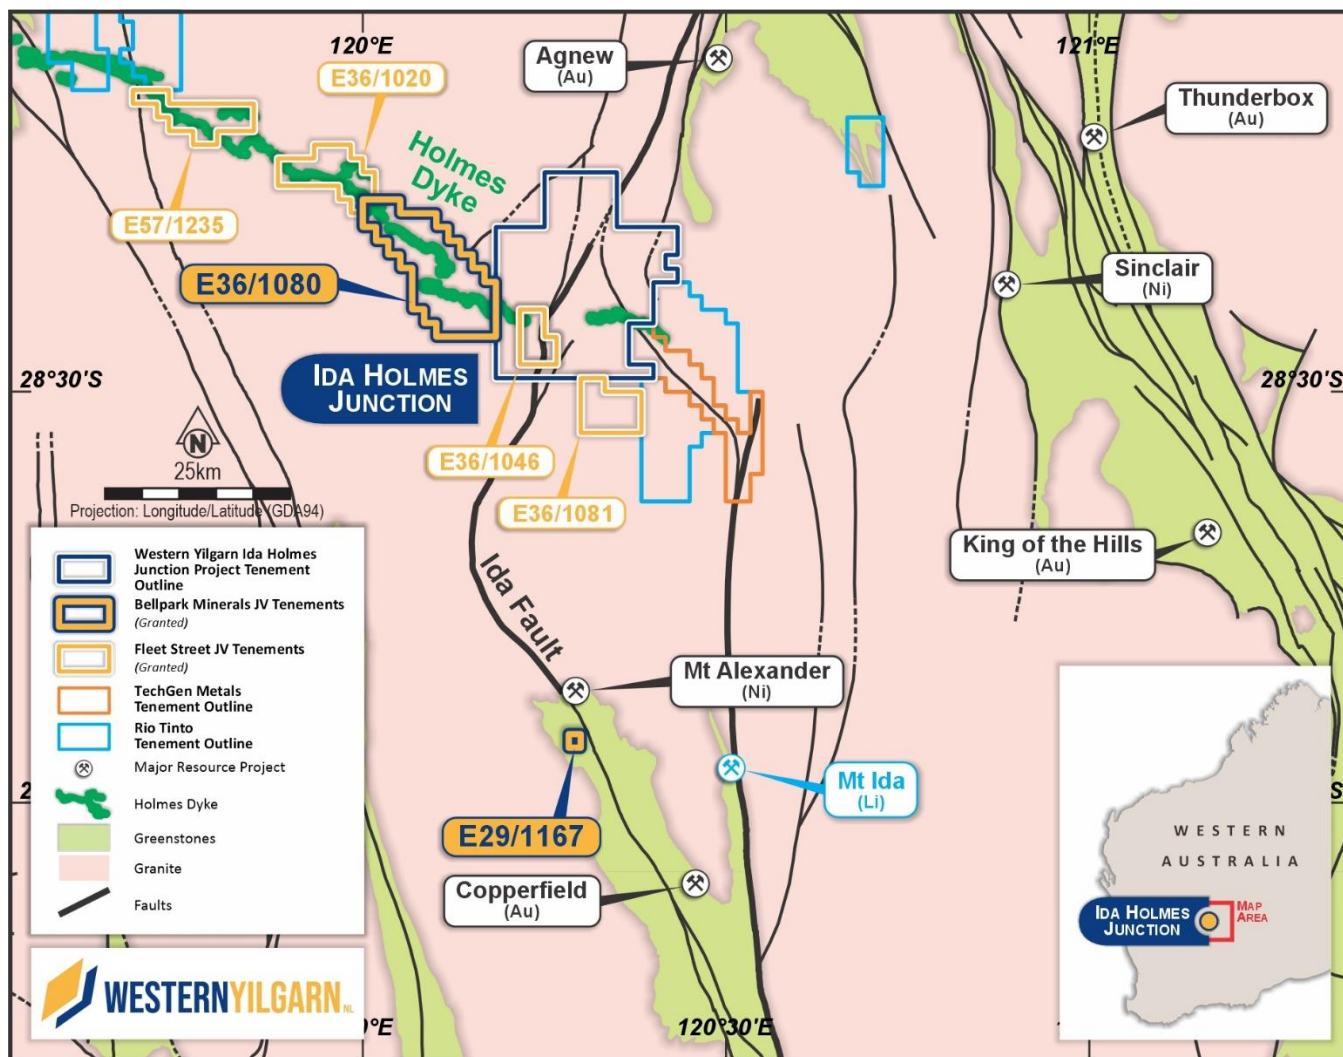 120°E
121°E
Agnew
(Au)
E36/1020
Thunderbox
(Au)
Holmes
Dyke
E57/1235
E36/1080
Sinclair
(Ni)
28°30'S
28°30'S
IDA HOLMES
JUNCTION
N
25km
Projection: Longitude/Latitude (GDA94)
E36/1046
E36/1081
King of the Hills
(Au)
Ida Fault
Western Yilgarn Ida Holmes
Junction Project Tenement
Outline
Bellpark Minerals JV Tenements
(Granted)
Fleet Street JV Tenements
(Granted)
TechGen Metals
Tenement Outline
Rio Tinto
Tenement Outline
Major Resource Project
Holmes Dyke
Greenstones
Granite
Faults
Mt Alexander
(Ni)
Mt Ida
(Li)
E29/1167
Copperfield
(Au)
WESTERN
AUSTRALIA
IDA HOLMES
JUNCTION
MAP
AREA
WESTERNYILGARN NL
120°30'E